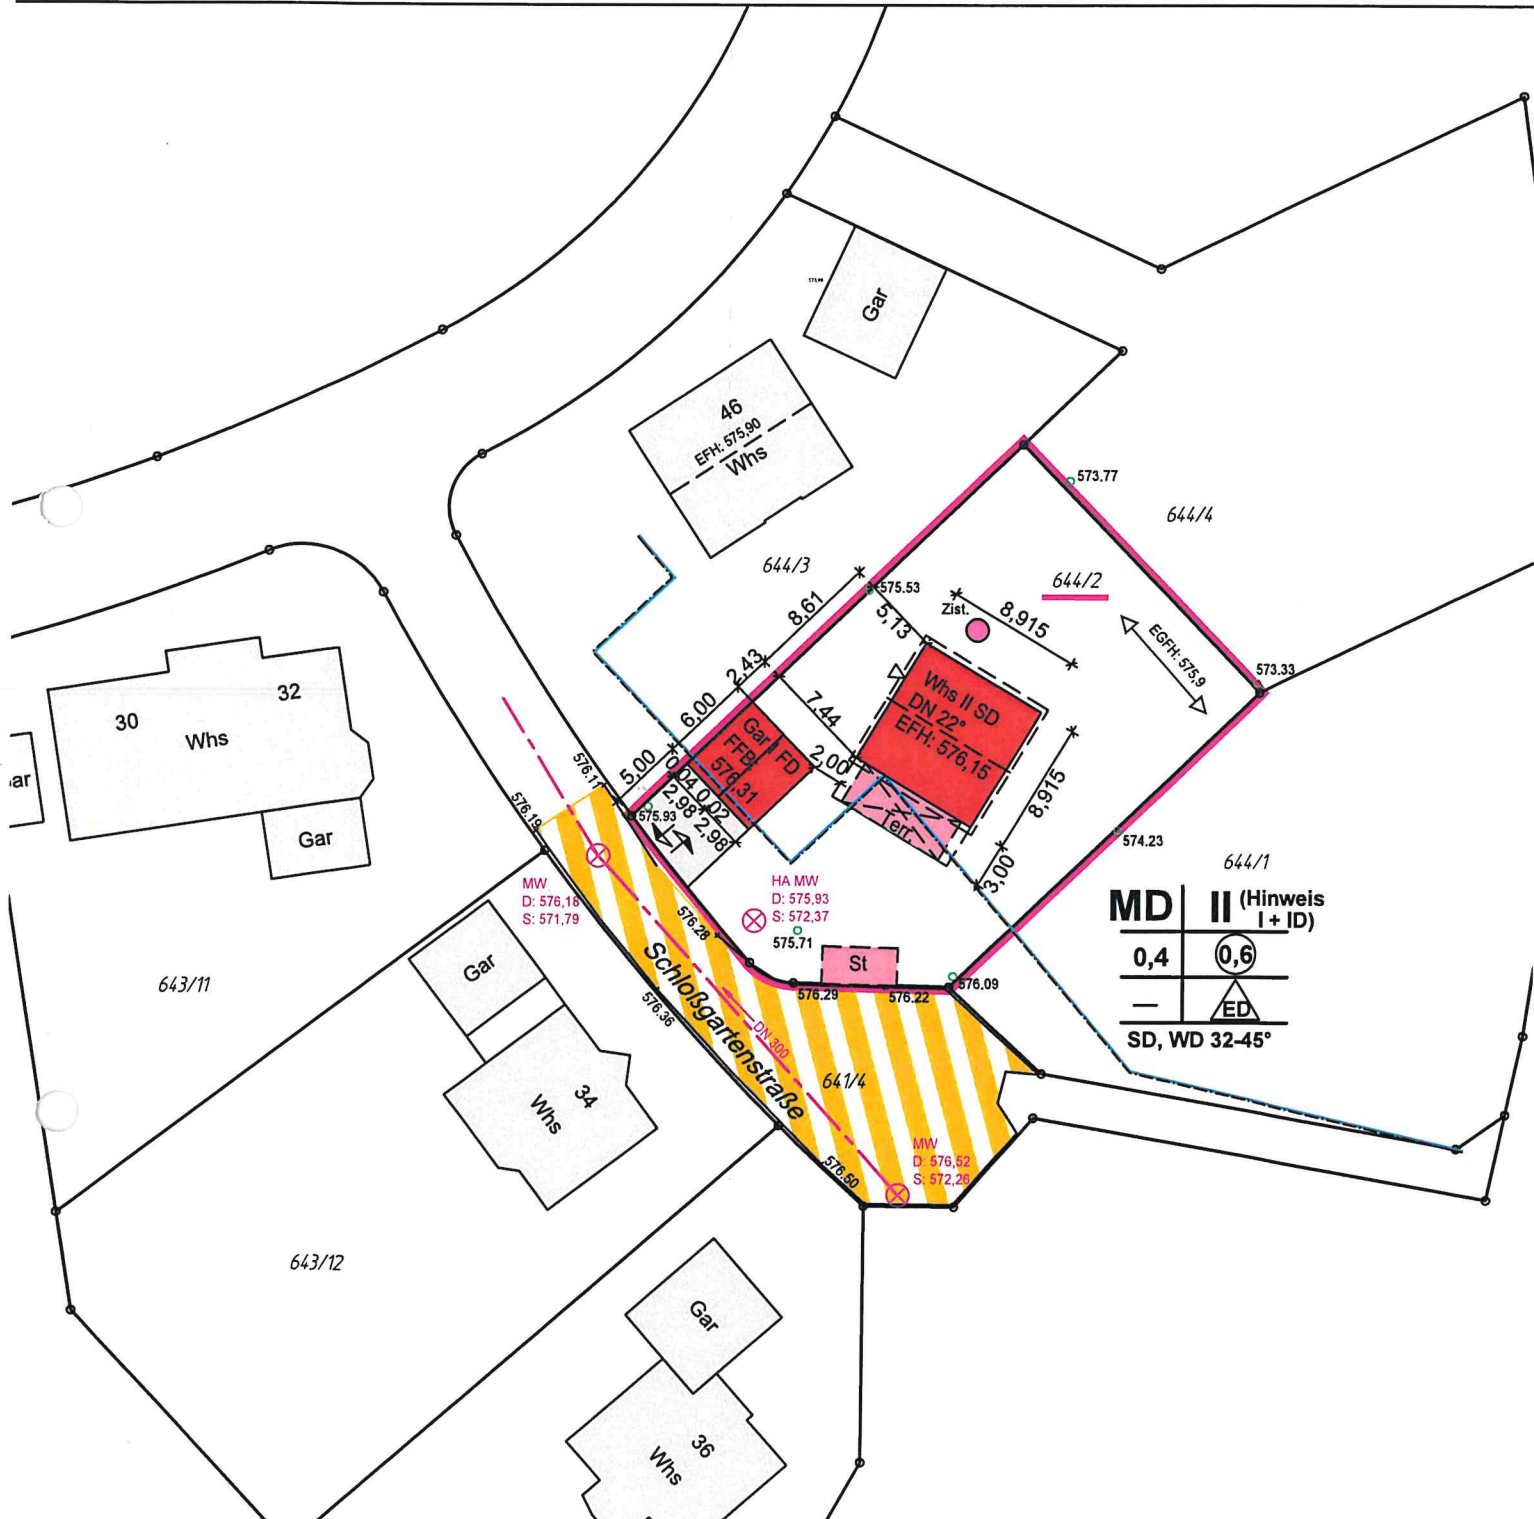 Gar
46
EFH: 575,90
Whs
573.77
644/4
644/3
644/2
575.53
8,61
5,13
Zist.
8,915
EGFH: 575,9
573.33
2,43
6,00
7,44
Whs II SD
DN 22°
EFH: 576,15
32
30
Whs
5,00
Gar I FD
FFB:
576,31
2,00
0,04
0,02
2,98
2,98
576.11
576.19
575.93
8,915
Terr.
574.23
3,00
644/1
Gar
MW
D: 576,18
S: 571,79
HA MW
D: 575,93
S: 572,37
575.71
576.28
MD
II (Hinweis
I + ID)
0,4
0,6
—
ED
SD, WD 32-45°
St
576.09
576.29
576.22
643/11
Gar
Schloßgartenstraße
576.36
DN 300
641/4
34
Whs
MW
D: 576,52
S: 572,26
576.50
643/12
Gar
36
Whs